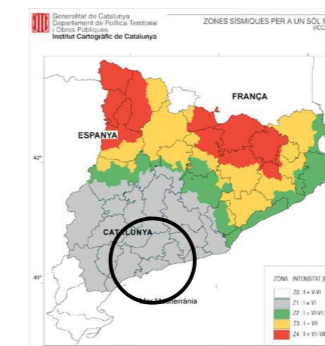 Generalitat de Catalunya
Departament de Política Territorial
i Obres Públiques
Institut Cartogràfic de Catalunya
ZONES SÍSMIQUES PER A UN SÒL
FRANÇA
ESPANYA
42°
CATALUNYA
41°
Mediterrània
ZONA INTENSITAT
Z0 : I = V-VI
Z1 : I = VI
Z2 : I = VI-VII
Z3 : I = VII
Z4 : I = VII-VIII